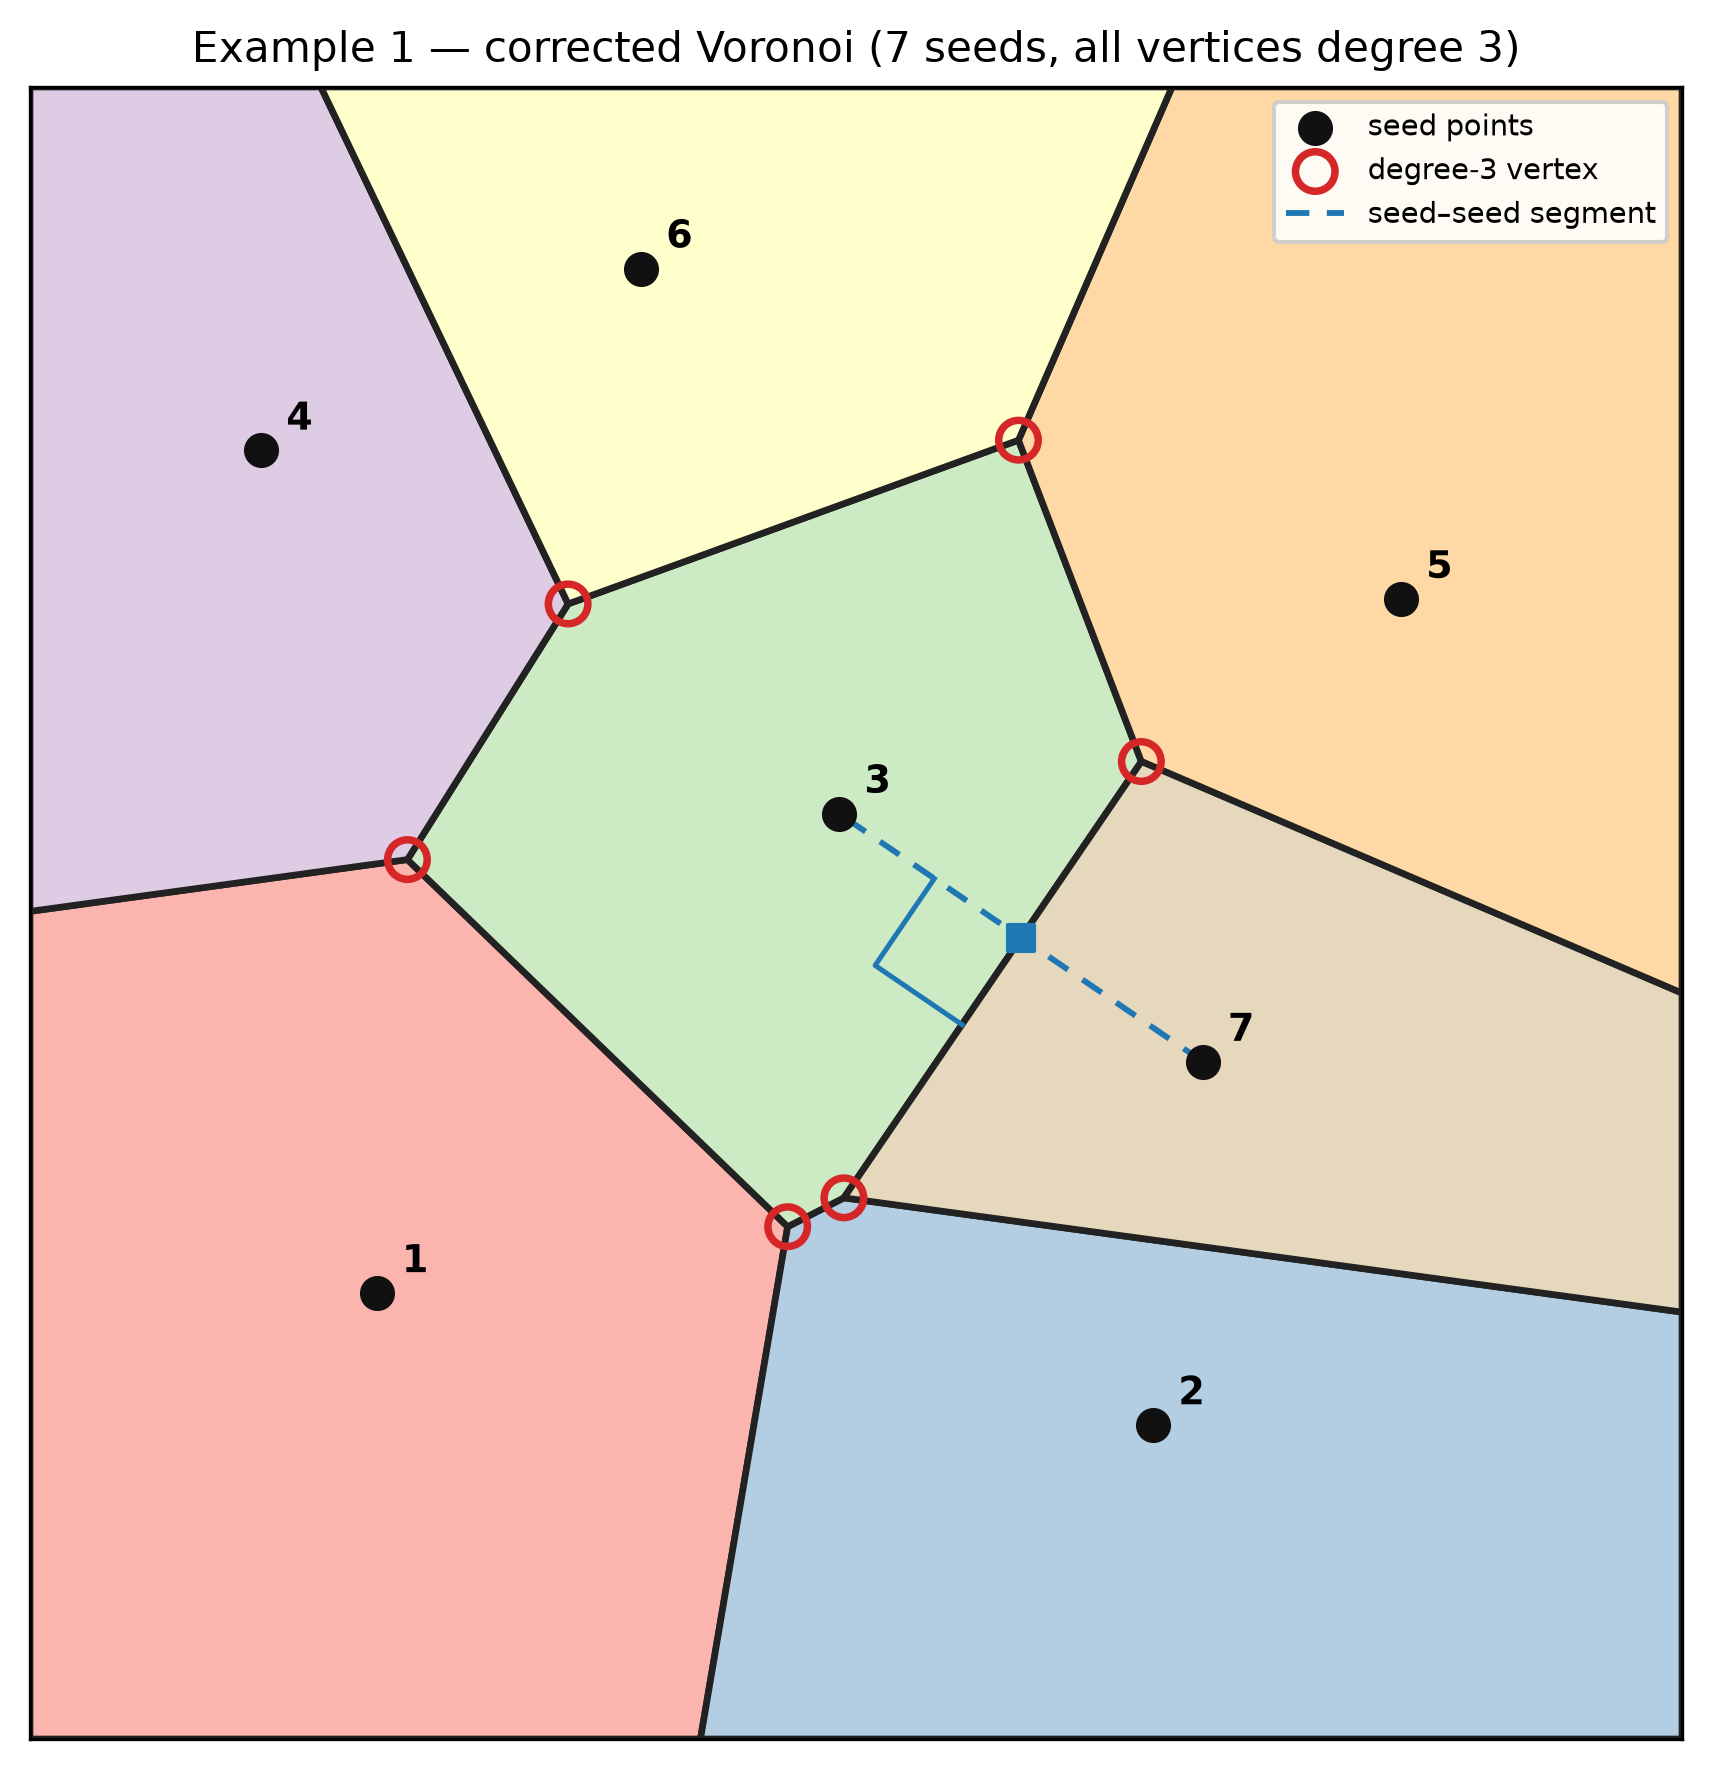 Example 1 — corrected Voronoi (7 seeds, all vertices degree 3)
seed points
degree-3 vertex
seed–seed segment
6
4
5
3
7
1
2